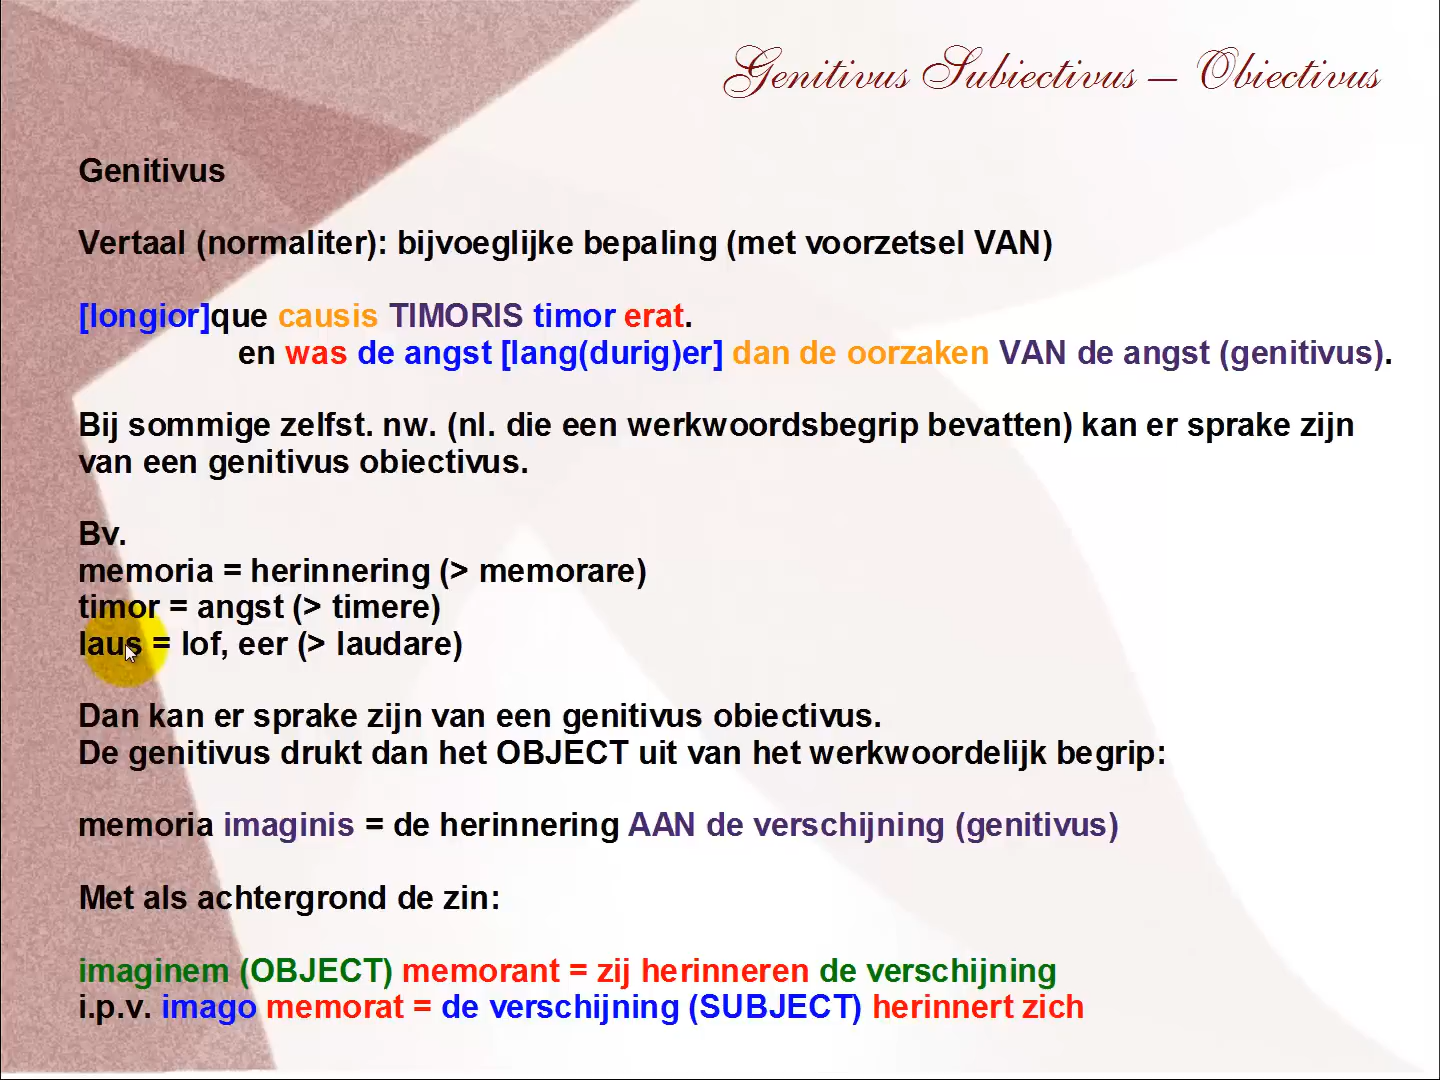 Genitivus Subiectivus – Obiectivus
Genitivus
Vertaal (normaliter): bijvoeglijke bepaling (met voorzetsel VAN)
[longior]que causis TIMORIS timor erat.
en was de angst [lang(durig)er] dan de oorzaken VAN de angst (genitivus).
Bij sommige zelfst. nw. (nl. die een werkwoordsbegrip bevatten) kan er sprake zijn
van een genitivus obiectivus.
Bv.
memoria = herinnering (> memorare)
timor = angst (> timere)
laus = lof, eer (> laudare)
Dan kan er sprake zijn van een genitivus obiectivus.
De genitivus drukt dan het OBJECT uit van het werkwoordelijk begrip:
memoria imaginis = de herinnering AAN de verschijning (genitivus)
Met als achtergrond de zin:
imaginem (OBJECT) memorant = zij herinneren de verschijning
i.p.v. imago memorat = de verschijning (SUBJECT) herinnert zich